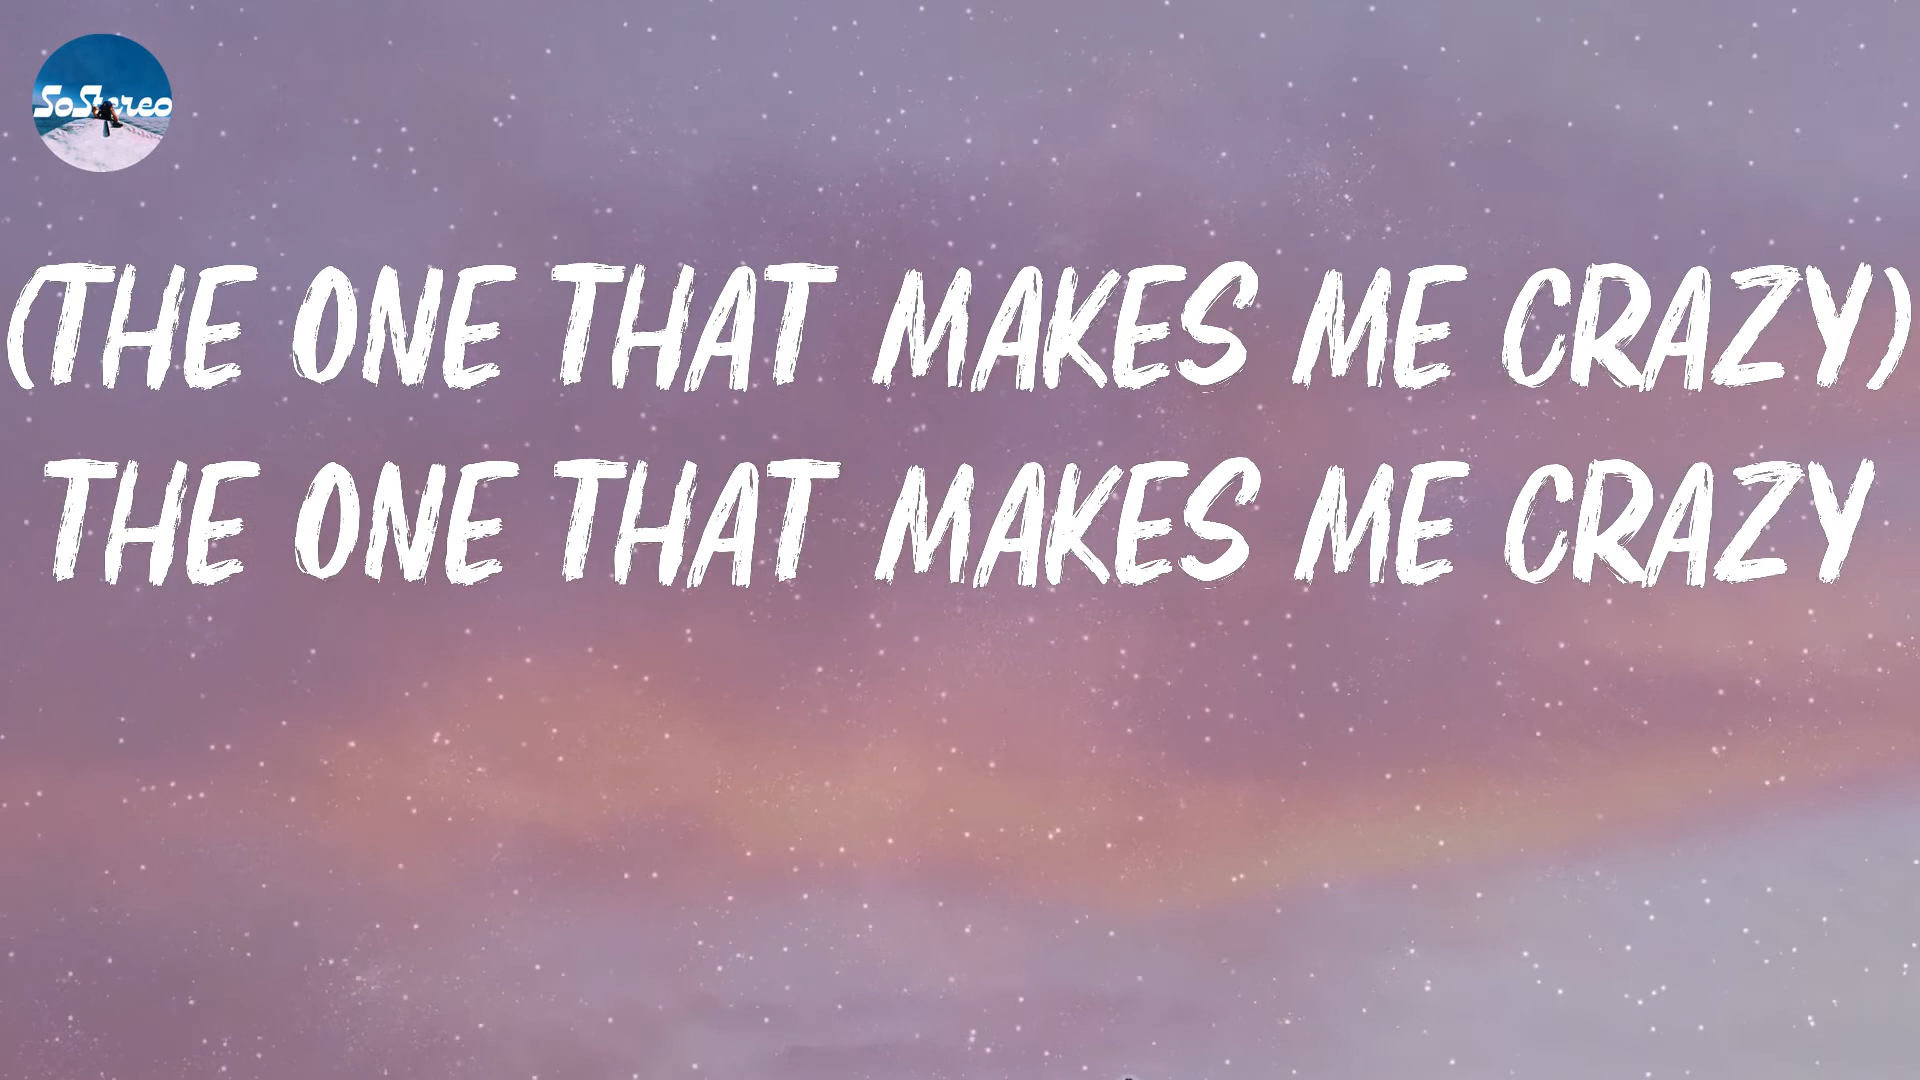 SoStereo
(THE ONE THAT MAKES ME CRAZY)
THE ONE THAT MAKES ME CRAZY